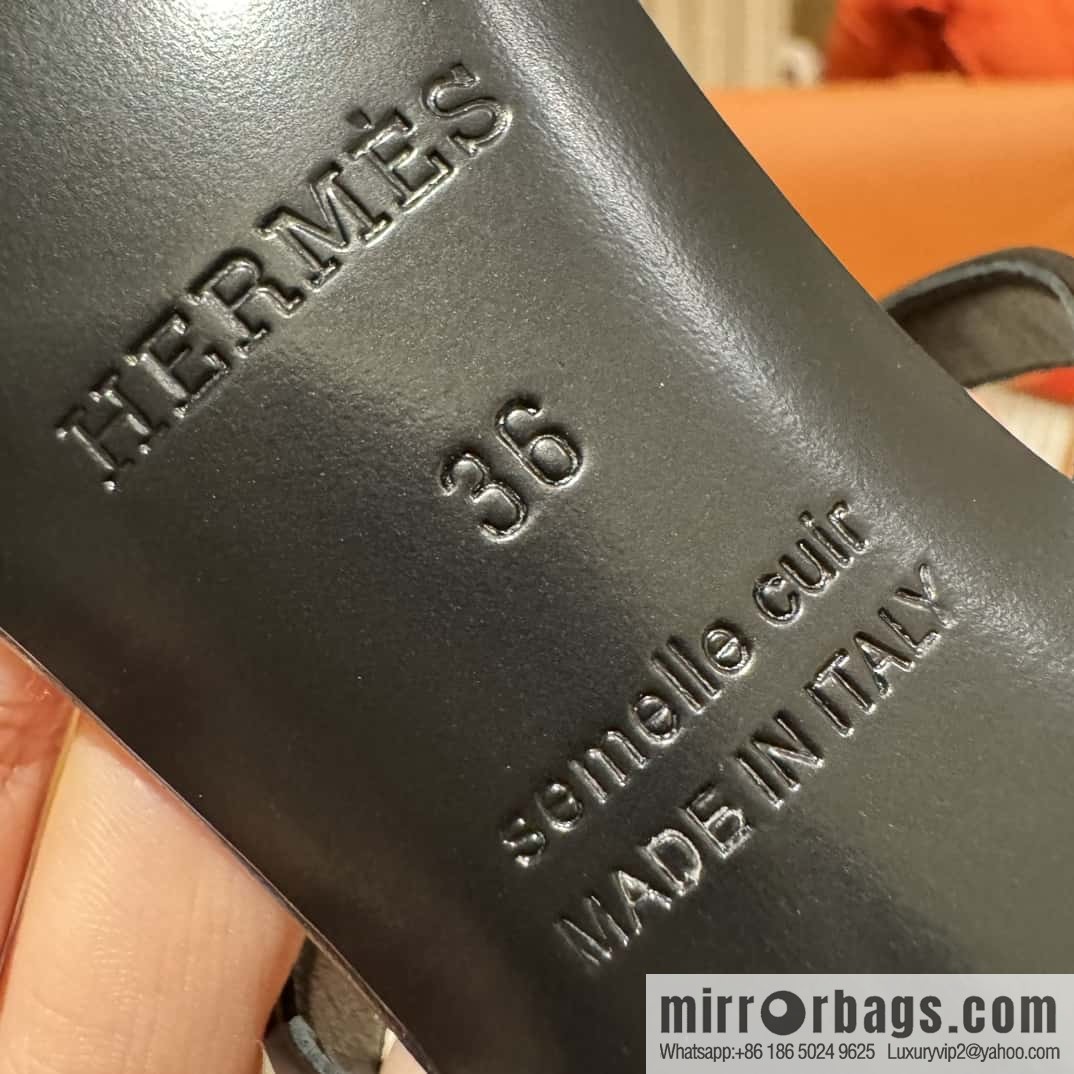 HERMÈS
36
semelle cuir
MADE IN ITALY
mirrorbags.com
Whatsapp:+86 186 5024 9625 Luxuryvip2@yahoo.com